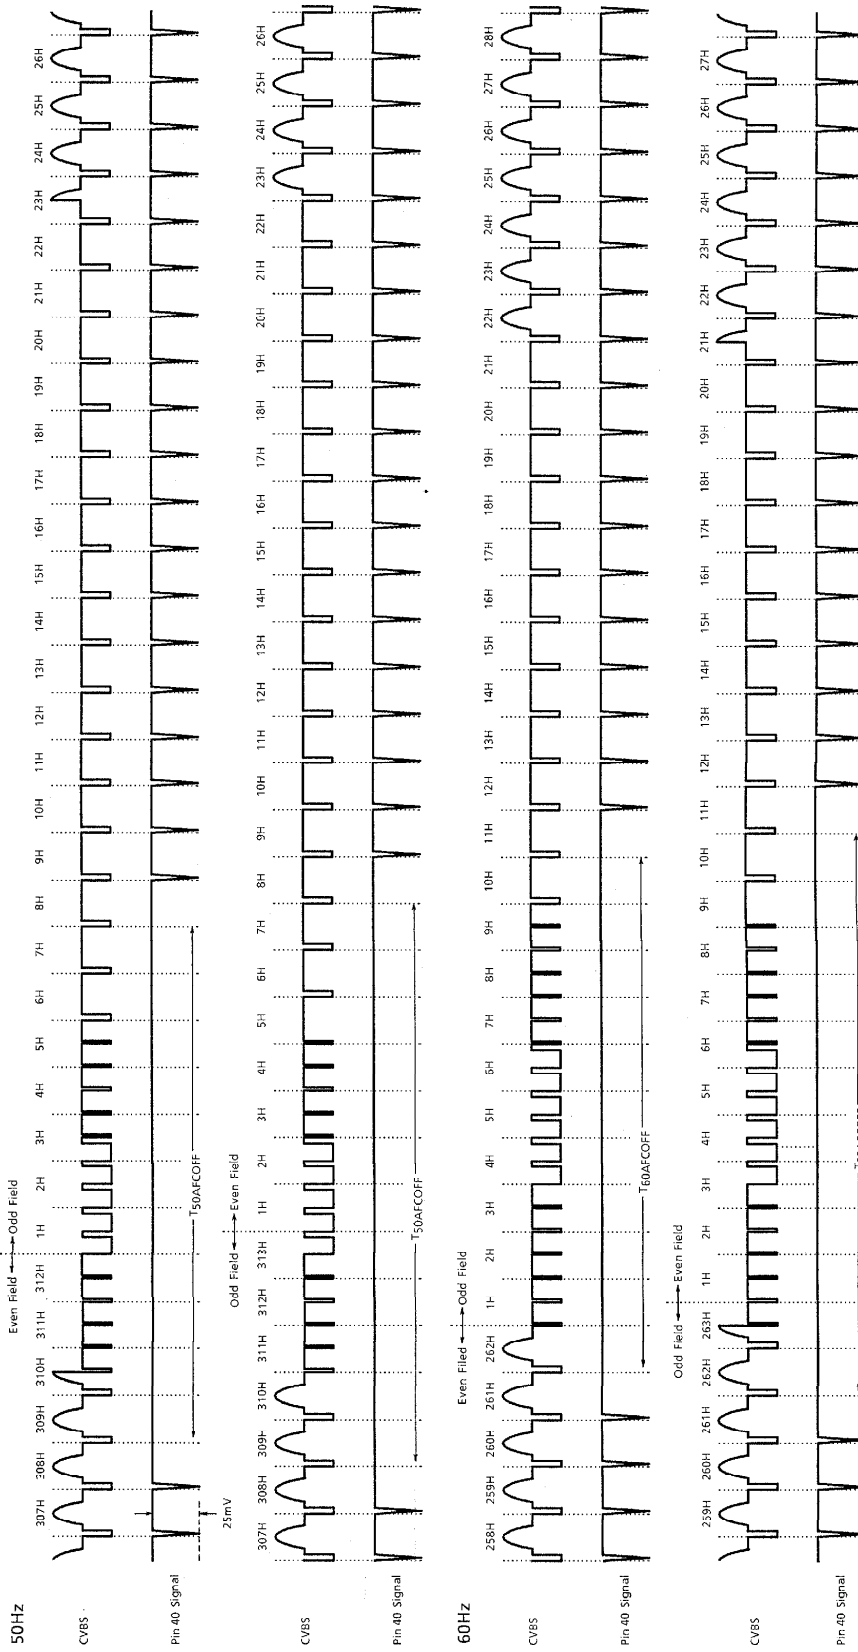 50Hz
Even Field Odd Field
307H 308H 309H 310H 311H 312H 1H 2H 3H 4H 5H 6H 7H 8H 9H 10H 11H 12H 13H 14H 15H 16H 17H 18H 19H 20H 21H 22H 23H 24H 25H 26H
CVBS
Pin 40 Signal
T50AFCOFF
25mV
Odd Field Even Field
307H 308H 309H 310H 311H 312H 313H 1H 2H 3H 4H 5H 6H 7H 8H 9H 10H 11H 12H 13H 14H 15H 16H 17H 18H 19H 20H 21H 22H 23H 24H 25H 26H
T50AFCOFF
60Hz
Even Filed Odd Field
258H 259H 260H 261H 262H 1H 2H 3H 4H 5H 6H 7H 8H 9H 10H 11H 12H 13H 14H 15H 16H 17H 18H 19H 20H 21H 22H 23H 24H 25H 26H 27H 28H
CVBS
Pin 40 Signal
T60AFCOFF
Odd Field Even Field
259H 260H 261H 262H 263H 1H 2H 3H 4H 5H 6H 7H 8H 9H 10H 11H 12H 13H 14H 15H 16H 17H 18H 19H 20H 21H 22H 23H 24H 25H 26H 27H
CVBS
Pin 40 Signal